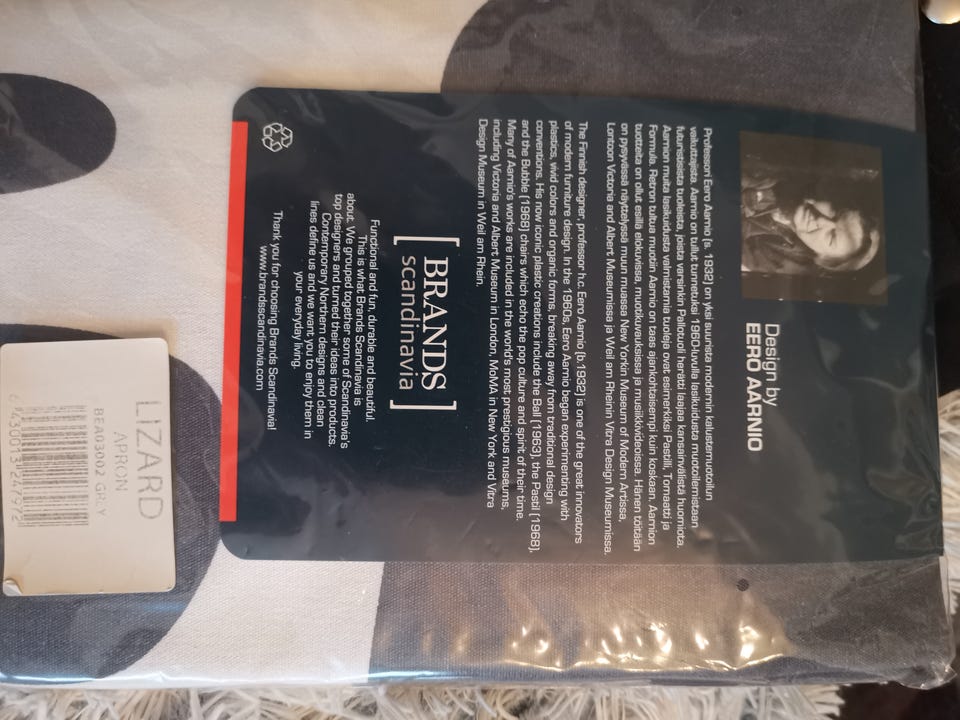 Design by
EERO AARNIO
Professori Eero Aarnio (s. 1932) on yksi suurista modernin kalustemuotoilun
vaikuttajista. Aarnio on tullut tunnetuksi 1960-luvulla lasikuidusta muotoilemistaan
futuristisista tuoleista, joista varsinkin Pallotuoli herätti laajaa kansainvälistä huomiota.
Aarnion muita lasikuidusta valmistamia tuoleja ovat esimerkiksi Pastilli, Tomaatti ja
Formula. Retron tultua muotiin Aarnio on taas ajankohtaisempi kuin koskaan. Aarnion
tuotteita on ollut esillä elokuvissa, muotikuvauksissa ja musiikkivideoissa. Hänen töitään
on pysyvässä näyttelyssä muun muassa New Yorkin Museum of Modern Artissa,
Lontoon Victoria and Albert Museumissa ja Weil am Rheinin Vitra Design Museumissa.
The Finnish designer, professor h.c. Eero Aarnio (b.1932) is one of the great innovators
of modern furniture design. In the 1960s, Eero Aarnio began experimenting with
plastics, vivid colors and organic forms, breaking away from traditional design
conventions. His now iconic plastic creations include the Ball (1963), the Pastil (1968),
and the Bubble (1968) chairs which echo the pop culture and spirit of their time.
Many of Aarnio's works are included in the world's most prestigious museums,
including Victoria and Albert Museum in London, MoMA in New York and Vitra
Design Museum in Weil am Rhein.
[BRANDS
scandinavia]
Functional and fun, durable and beautiful.
This is what Brands Scandinavia is
about. We grouped together some of Scandinavia's
top designers and turned their ideas into products.
Contemporary Northern designs and clean
lines define us and we want you to enjoy them in
your everyday living.
Thank you for choosing Brands Scandinavia!
www.brandsscandinavia.com
LIZARD
APRON
BEA03002 GREY
6430013247972